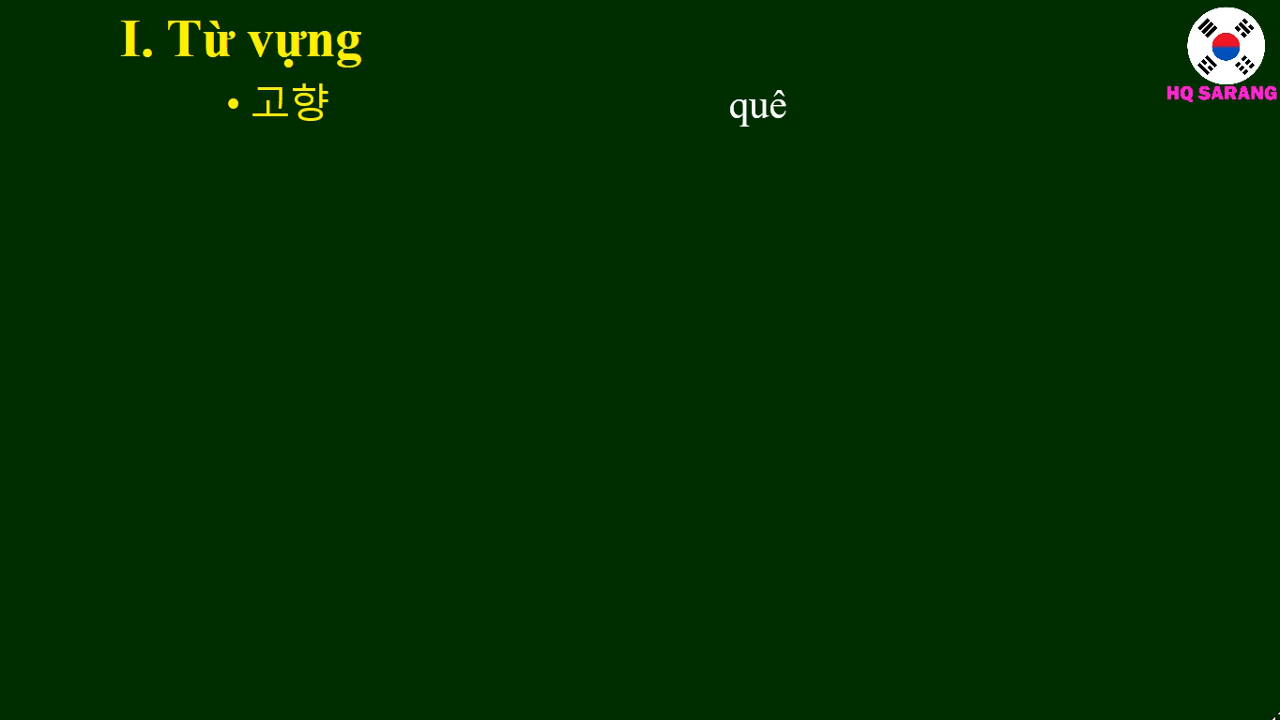 I. Từ vựng
• 고향 quê
HQ SARANG